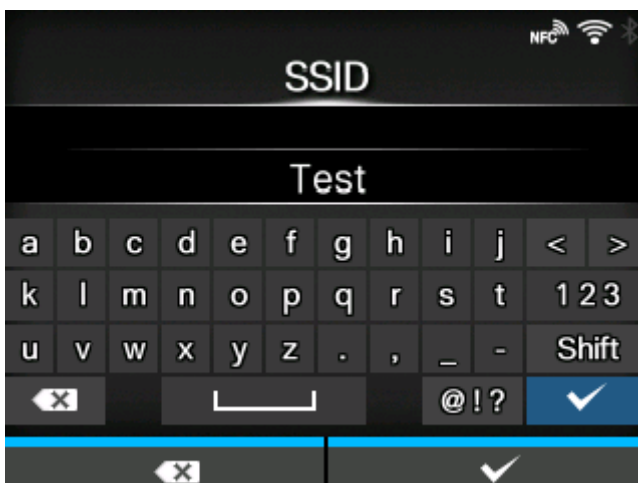 NFC
SSID
Test
a b c d e f g h i j < >
k l m n o p q r s t 123
u v w x y z . , _ - Shift
@!?